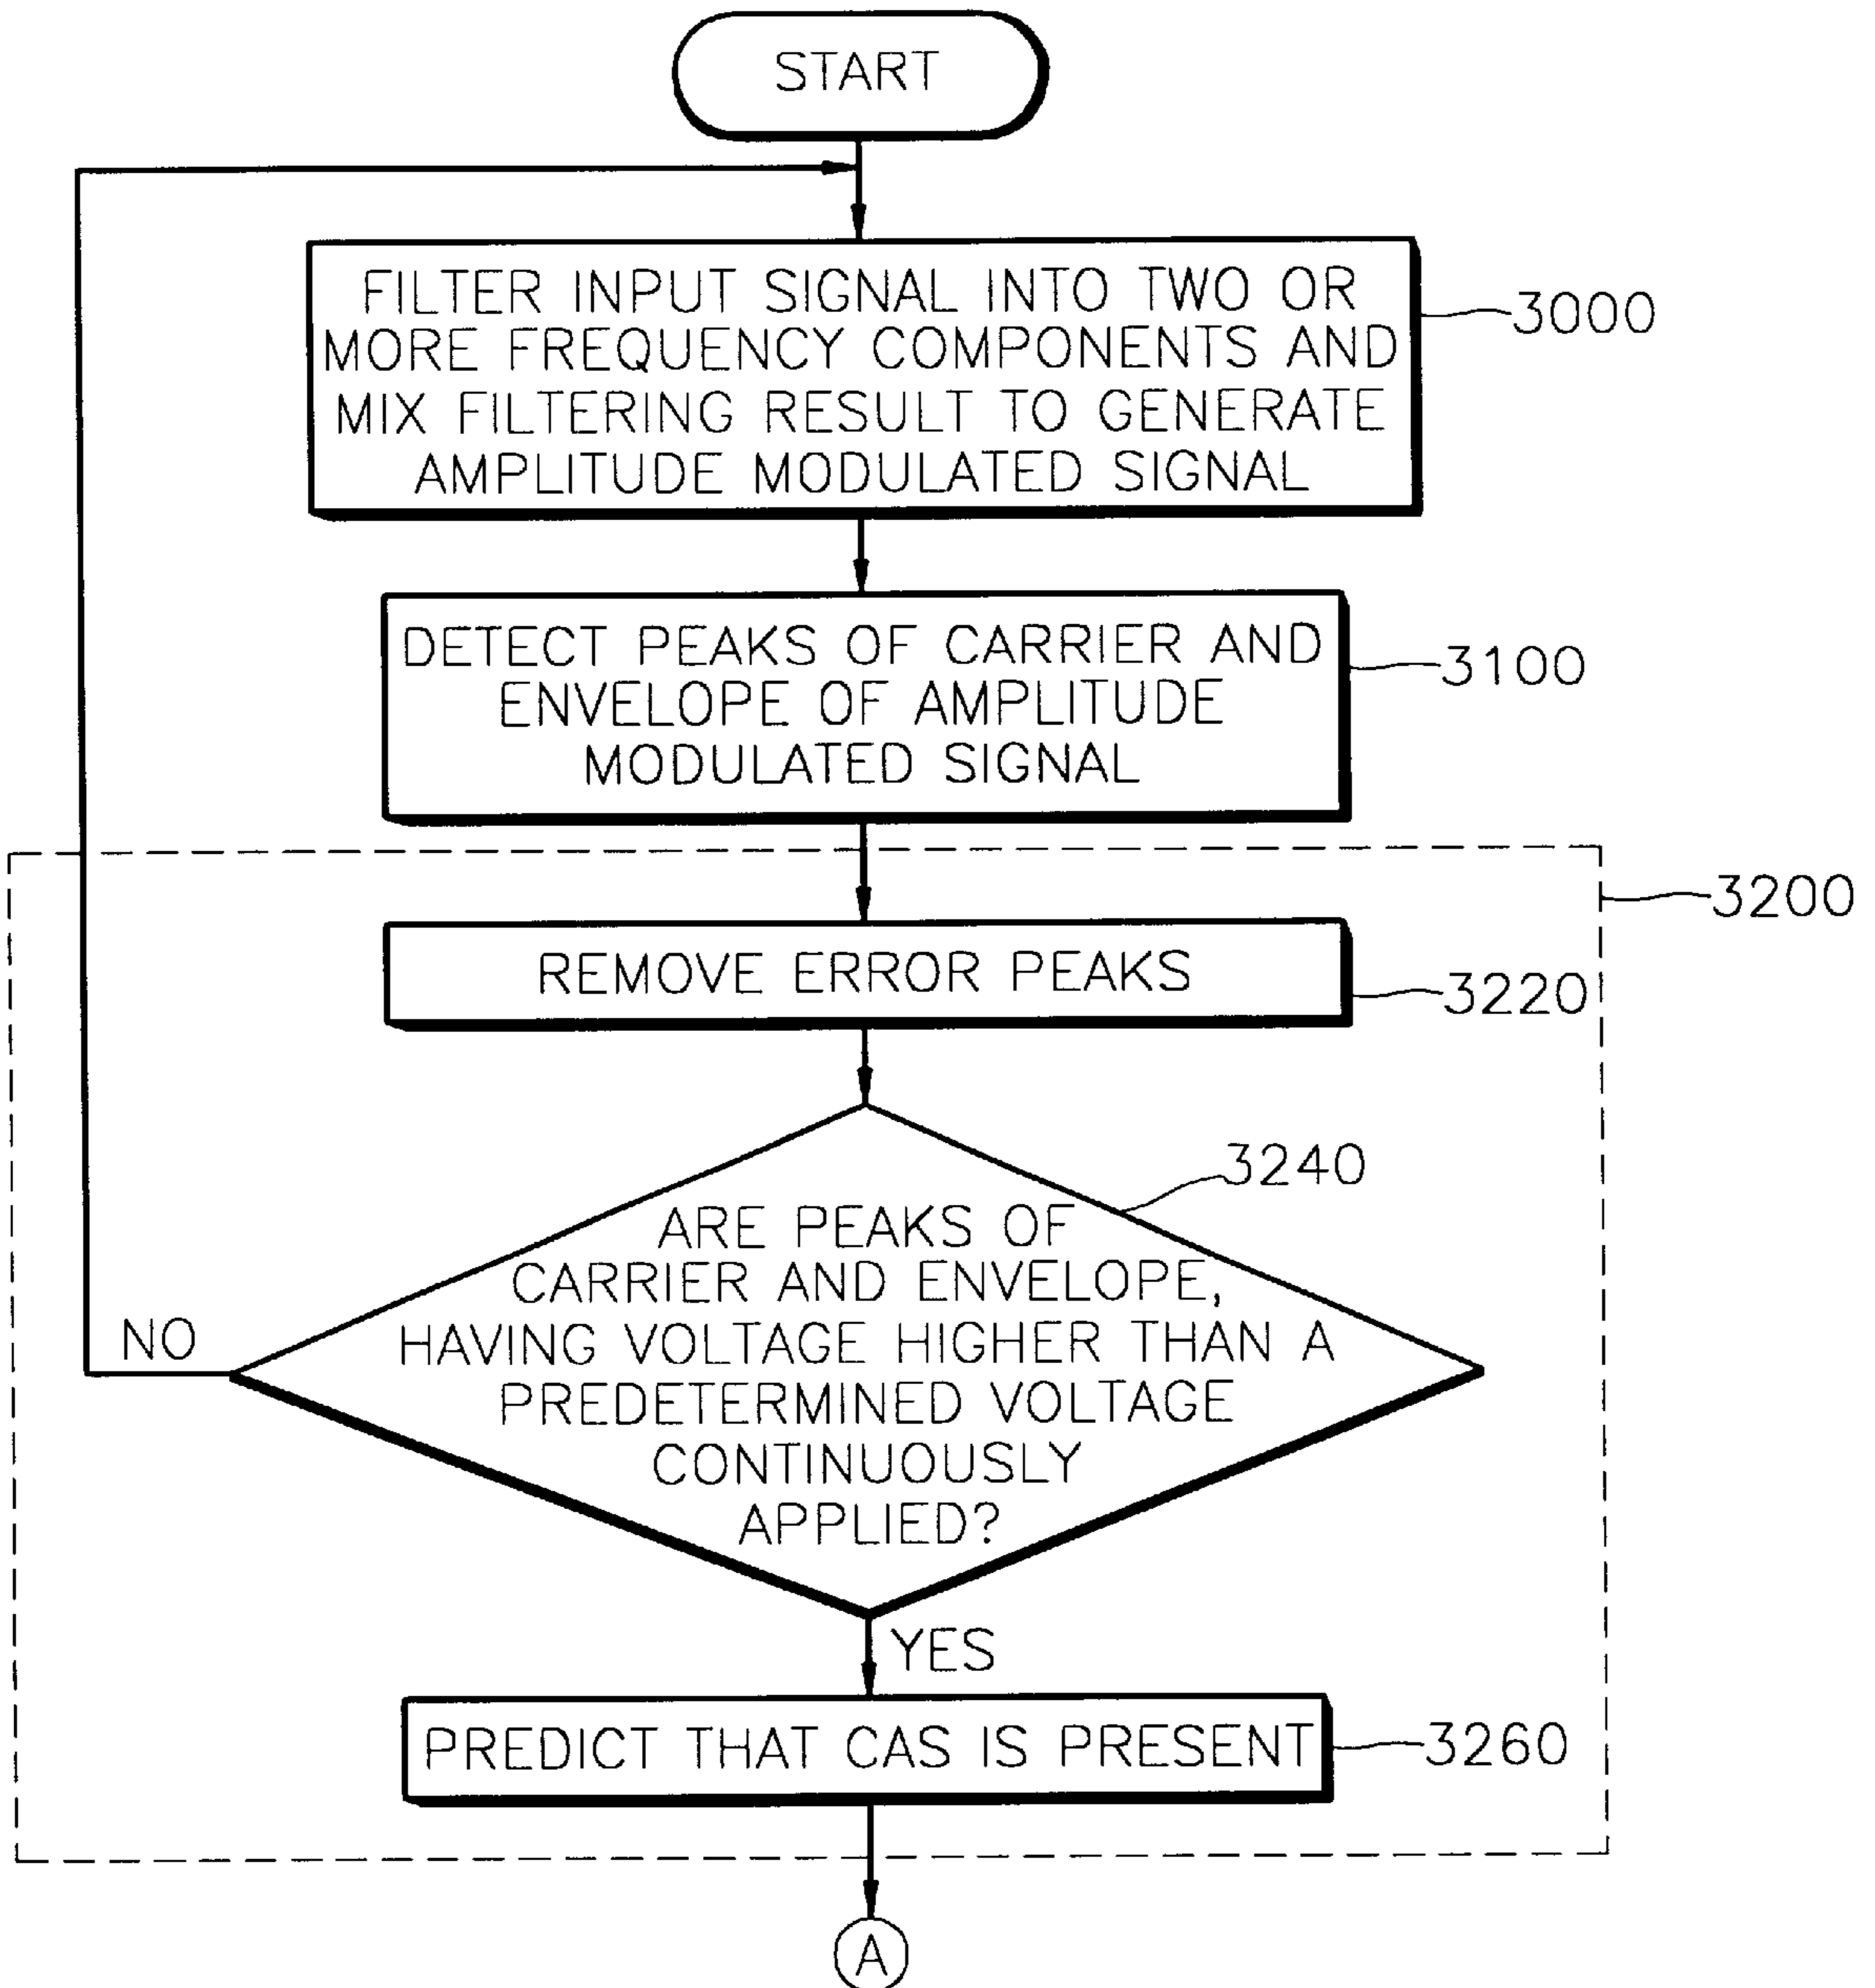 START
FILTER INPUT SIGNAL INTO TWO OR
MORE FREQUENCY COMPONENTS AND
MIX FILTERING RESULT TO GENERATE
AMPLITUDE MODULATED SIGNAL
3000
DETECT PEAKS OF CARRIER AND
ENVELOPE OF AMPLITUDE
MODULATED SIGNAL
3100
3200
REMOVE ERROR PEAKS
3220
3240
ARE PEAKS OF
CARRIER AND ENVELOPE,
HAVING VOLTAGE HIGHER THAN A
PREDETERMINED VOLTAGE
CONTINUOUSLY
APPLIED?
NO
YES
PREDICT THAT CAS IS PRESENT
3260
A